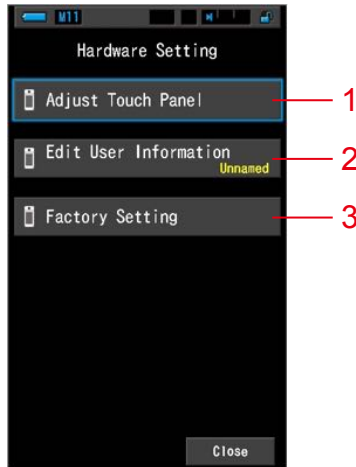 M11
Hardware Setting
Adjust Touch Panel
1
Edit User Information
Unnamed
2
Factory Setting
3
Close